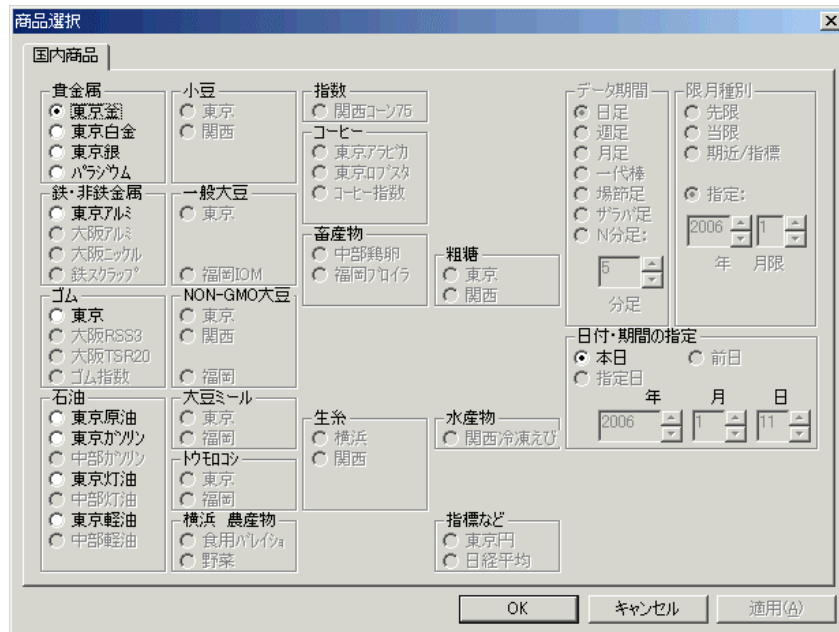 商品選択
国内商品
貴金属
東京金
東京白金
東京銀
パラジウム
鉄・非鉄金属
東京アルミ
大阪アルミ
大阪ニッケル
鉄スクラップ
ゴム
東京
大阪RSS3
大阪TSR20
ゴム指数
石油
東京原油
東京ガソリン
中部ガソリン
東京灯油
中部灯油
東京軽油
中部軽油
小豆
東京
関西
一般大豆
東京
福岡IOM
NON-GMO大豆
東京
関西
福岡
大豆ミール
東京
福岡
トウモロコシ
東京
福岡
横浜 農産物
食用バレイショ
野菜
指数
関西コーン75
コーヒー
東京アラビカ
東京ロブスタ
コーヒー指数
畜産物
中部鶏卵
福岡ブロイラ
生糸
横浜
関西
粗糖
東京
関西
水産物
関西冷凍えび
指標など
東京円
日経平均
データ期間
日足
週足
月足
一代棒
場節足
ザラバ足
N分足:
5
分足
限月種別
先限
当限
期近/指標
指定:
2006 1
年 月限
日付・期間の指定
本日 前日
指定日
年 月 日
2006 1 11
OK キャンセル 適用(A)